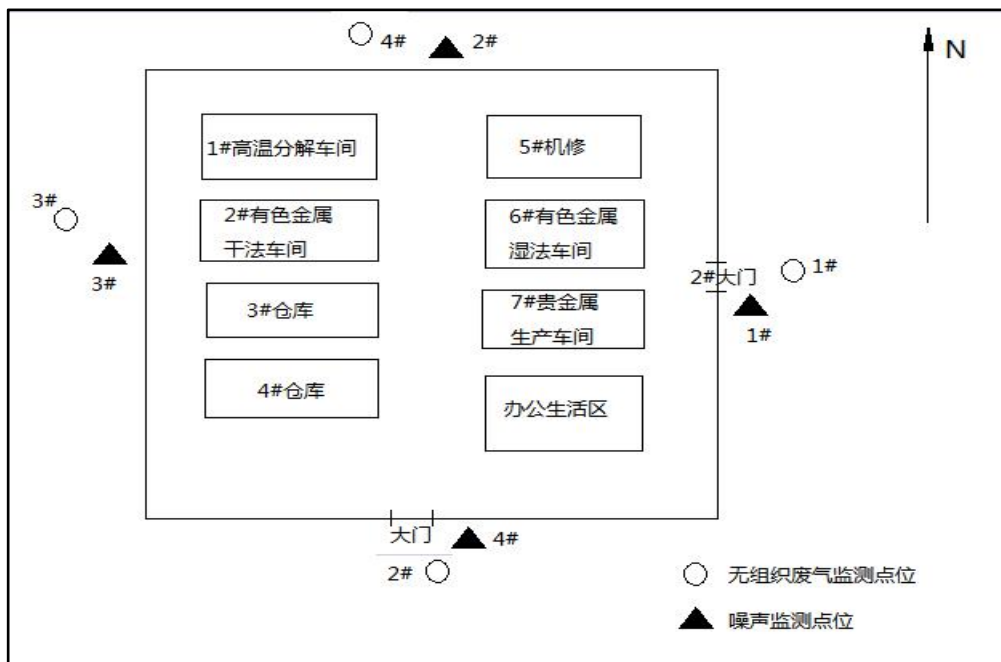 4#
2#
N
1#高温分解车间
5#机修
3#
2#有色金属
干法车间
6#有色金属
湿法车间
3#
2#大门
1#
1#
3#仓库
7#贵金属
生产车间
4#仓库
办公生活区
大门
4#
2#
无组织废气监测点位
噪声监测点位